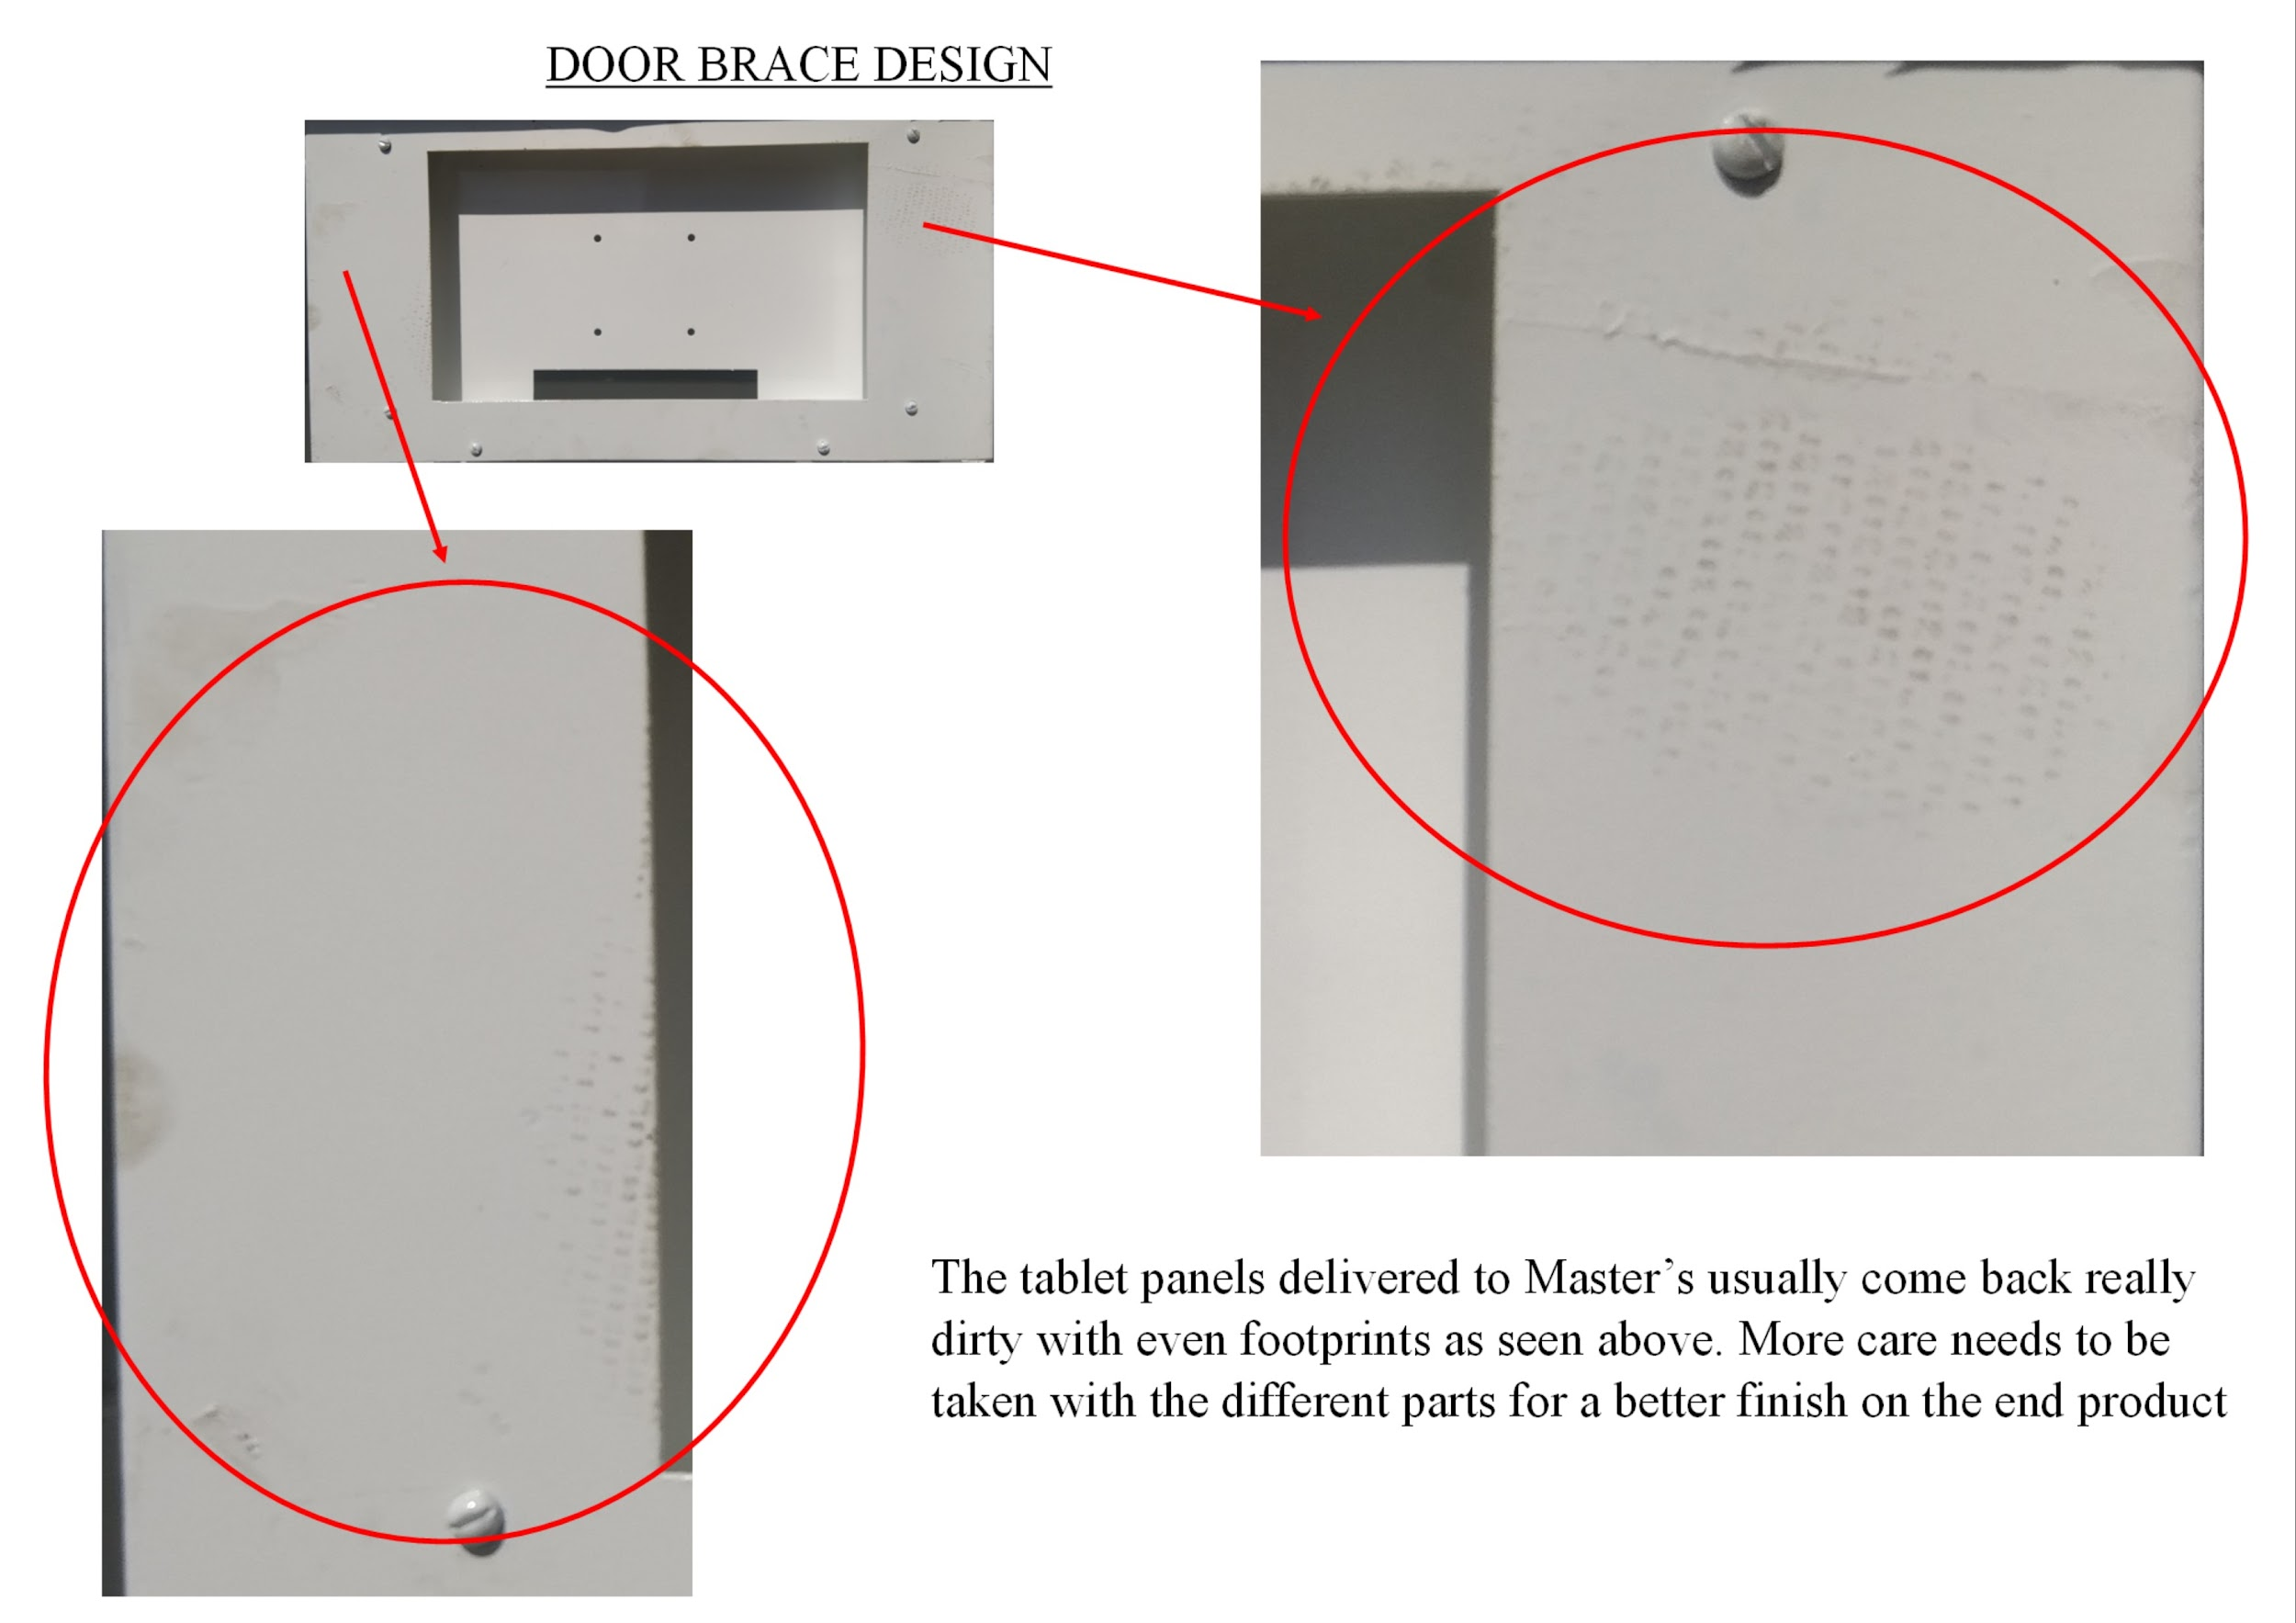 DOOR BRACE DESIGN
The tablet panels delivered to Master’s usually come back really
dirty with even footprints as seen above. More care needs to be
taken with the different parts for a better finish on the end product